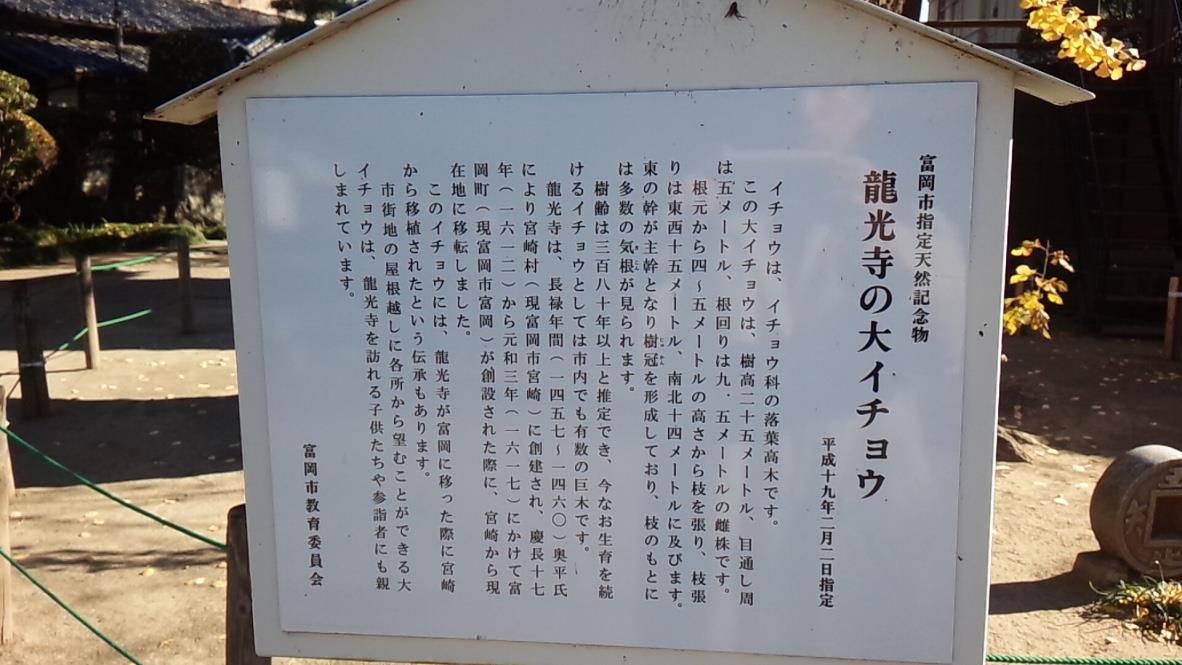 富岡市指定天然記念物
龍光寺の大イチョウ
平成十九年二月二日指定
イチョウは、イチョウ科の落葉高木です。
この大イチョウは、樹高二十五メートル、目通し周
は五メートル、根回りは九.五メートルの雌株です。
根元から四～五メートルの高さから枝を張り、枝張
りは東西十五メートル、南北十四メートルに及びます。
東の幹が主幹となり樹冠を形成しており、枝のもとに
は多数の気根が見られます。
樹齢は三百八十年以上と推定でき、今なお生育を続
けるイチョウとしては市内でも有数の巨木です。
龍光寺は、長禄年間(一四五七～一四六〇)奥平氏
により宮崎村(現富岡市宮崎)に創建され、慶長十七
年(一六一二)から元和三年(一六一七)にかけて富
岡町(現富岡市富岡)が創設された際に、宮崎から現
在地に移転しました。
このイチョウには、龍光寺が富岡に移った際に宮崎
から移植されたという伝承もあります。
市街地の屋根越しに各所から望むことができる大
イチョウは、龍光寺を訪れる子供たちや参詣者にも親
しまれています。
富岡市教育委員会